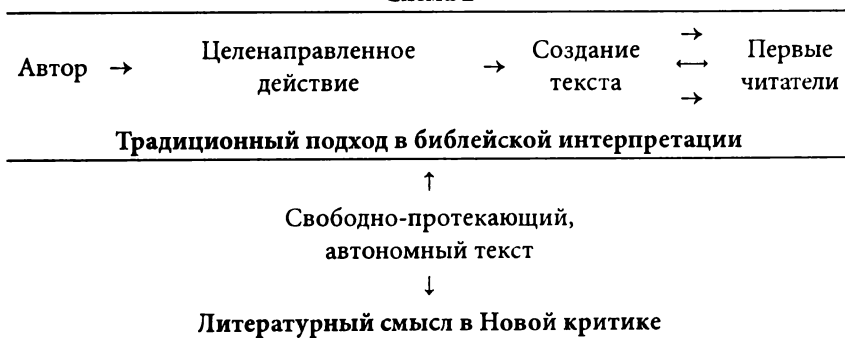 Автор → Целенаправленное действие → Создание текста → ←→ → Первые читатели
Традиционный подход в библейской интерпретации
↑
Свободно-протекающий,
автономный текст
↓
Литературный смысл в Новой критике